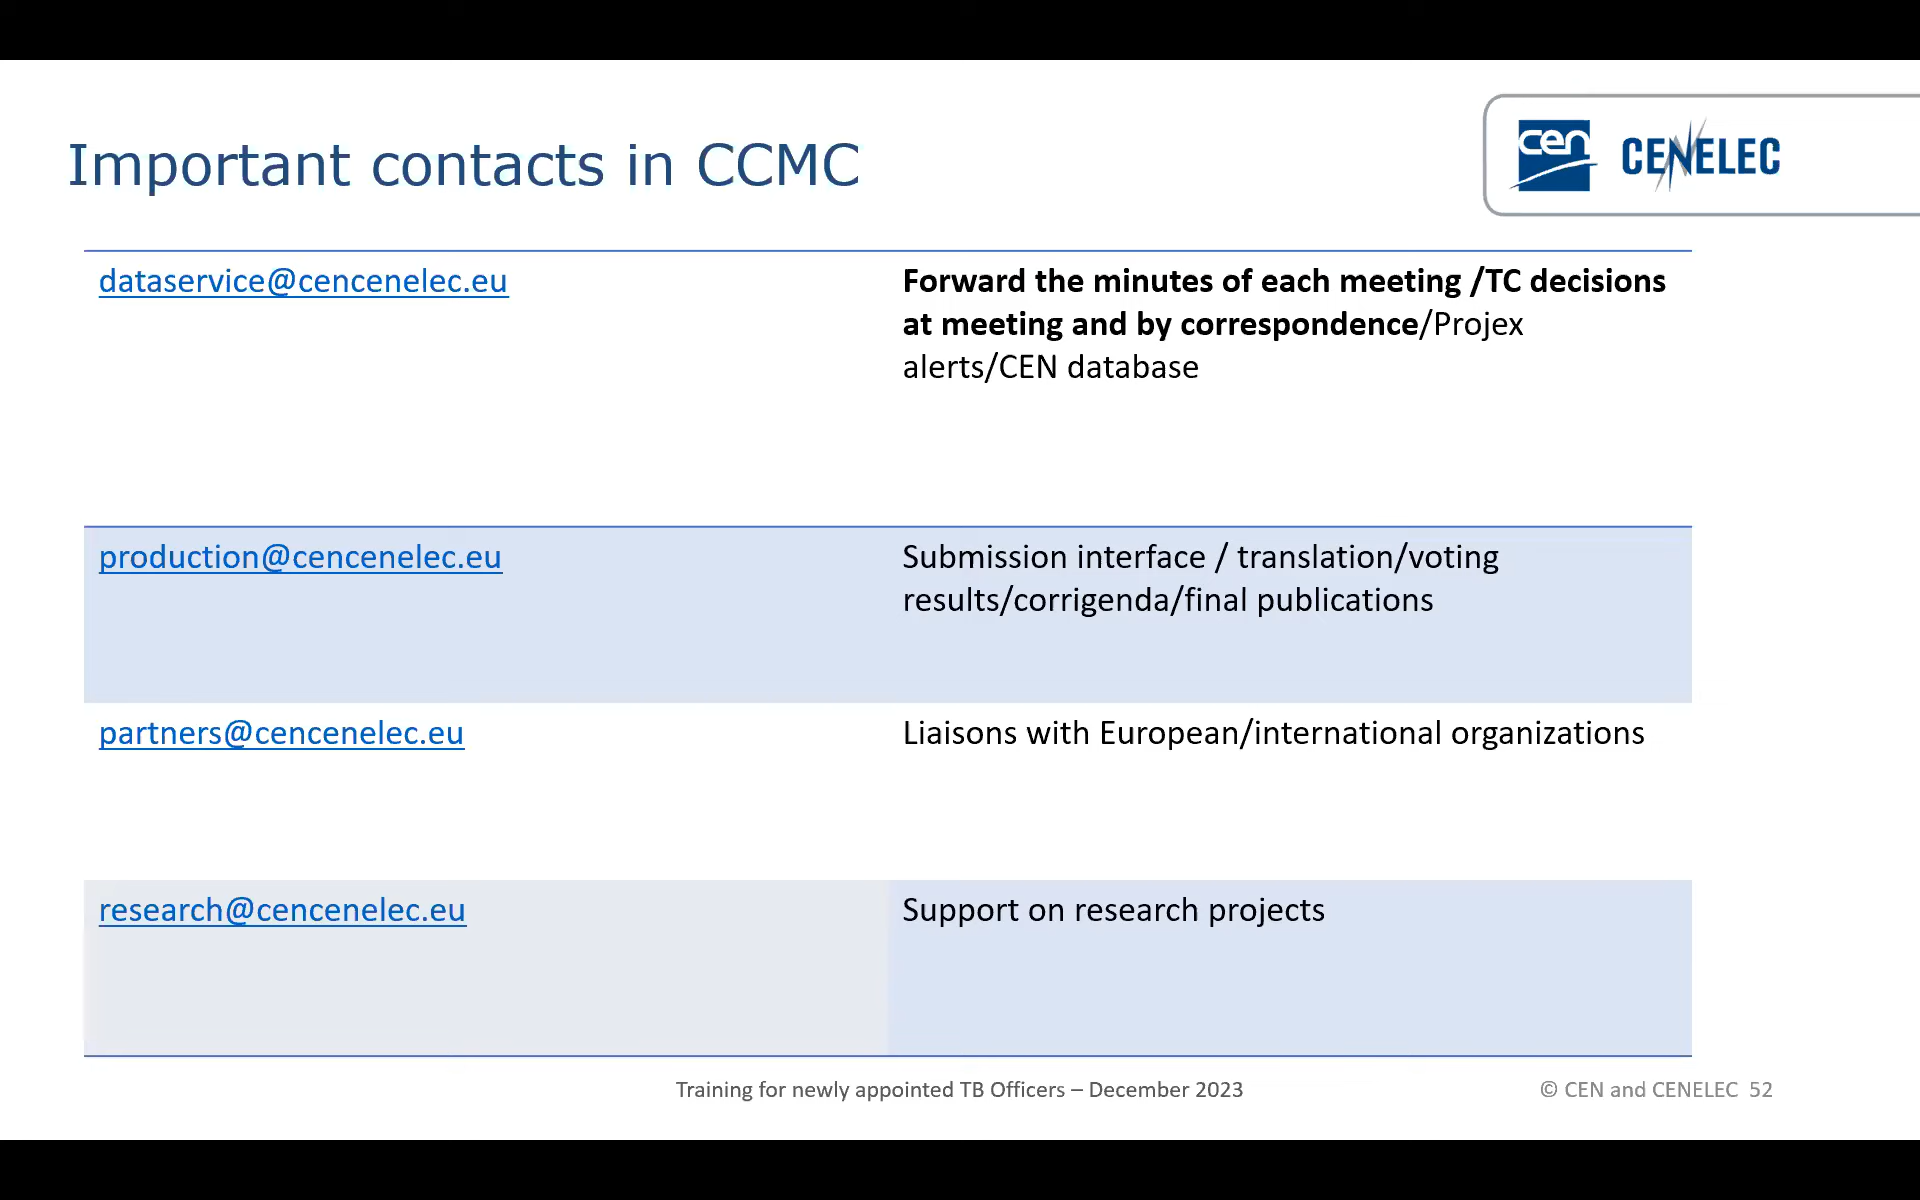 Important contacts in CCMC
cen
CENELEC
dataservice@cencenelec.eu
Forward the minutes of each meeting /TC decisions
at meeting and by correspondence/Projex
alerts/CEN database
production@cencenelec.eu
Submission interface / translation/voting
results/corrigenda/final publications
partners@cencenelec.eu
Liaisons with European/international organizations
research@cencenelec.eu
Support on research projects
Training for newly appointed TB Officers – December 2023
© CEN and CENELEC 52